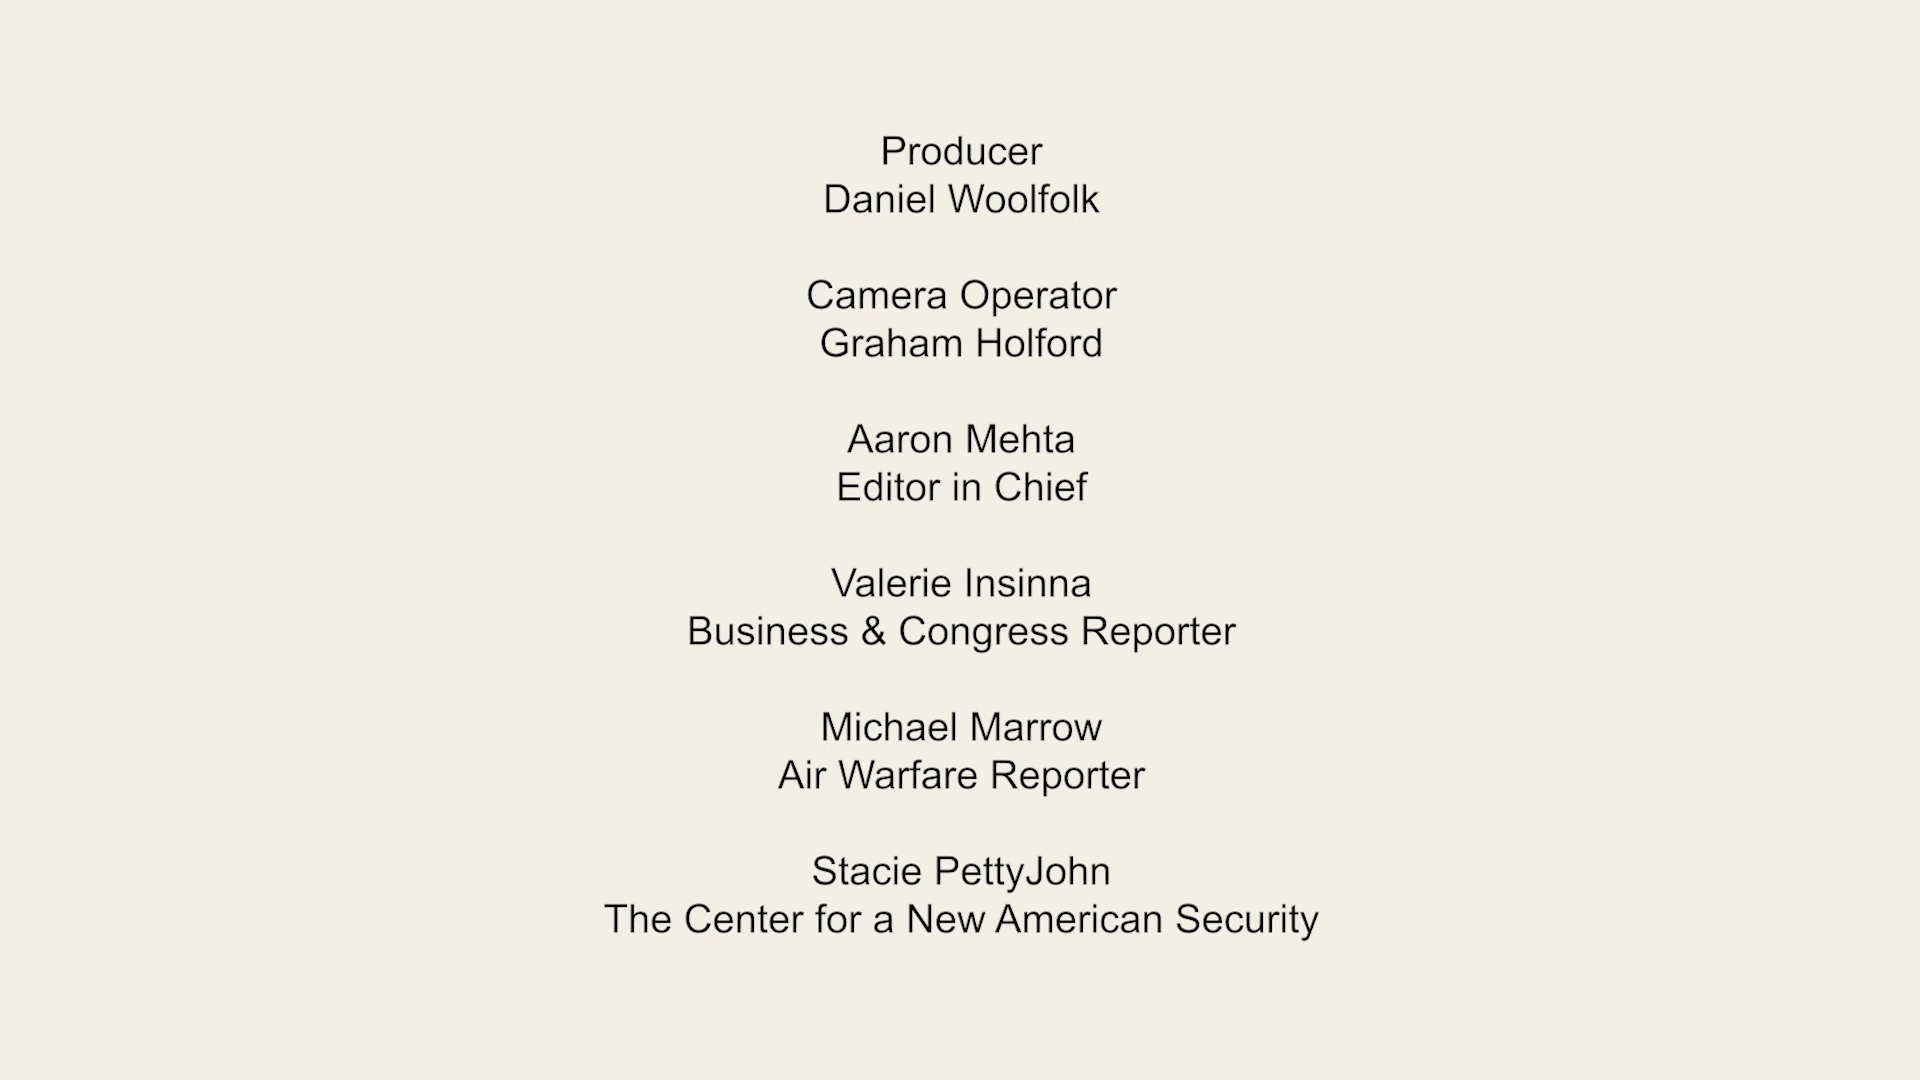 Producer
Daniel Woolfolk
Camera Operator
Graham Holford
Aaron Mehta
Editor in Chief
Valerie Insinna
Business & Congress Reporter
Michael Marrow
Air Warfare Reporter
Stacie PettyJohn
The Center for a New American Security